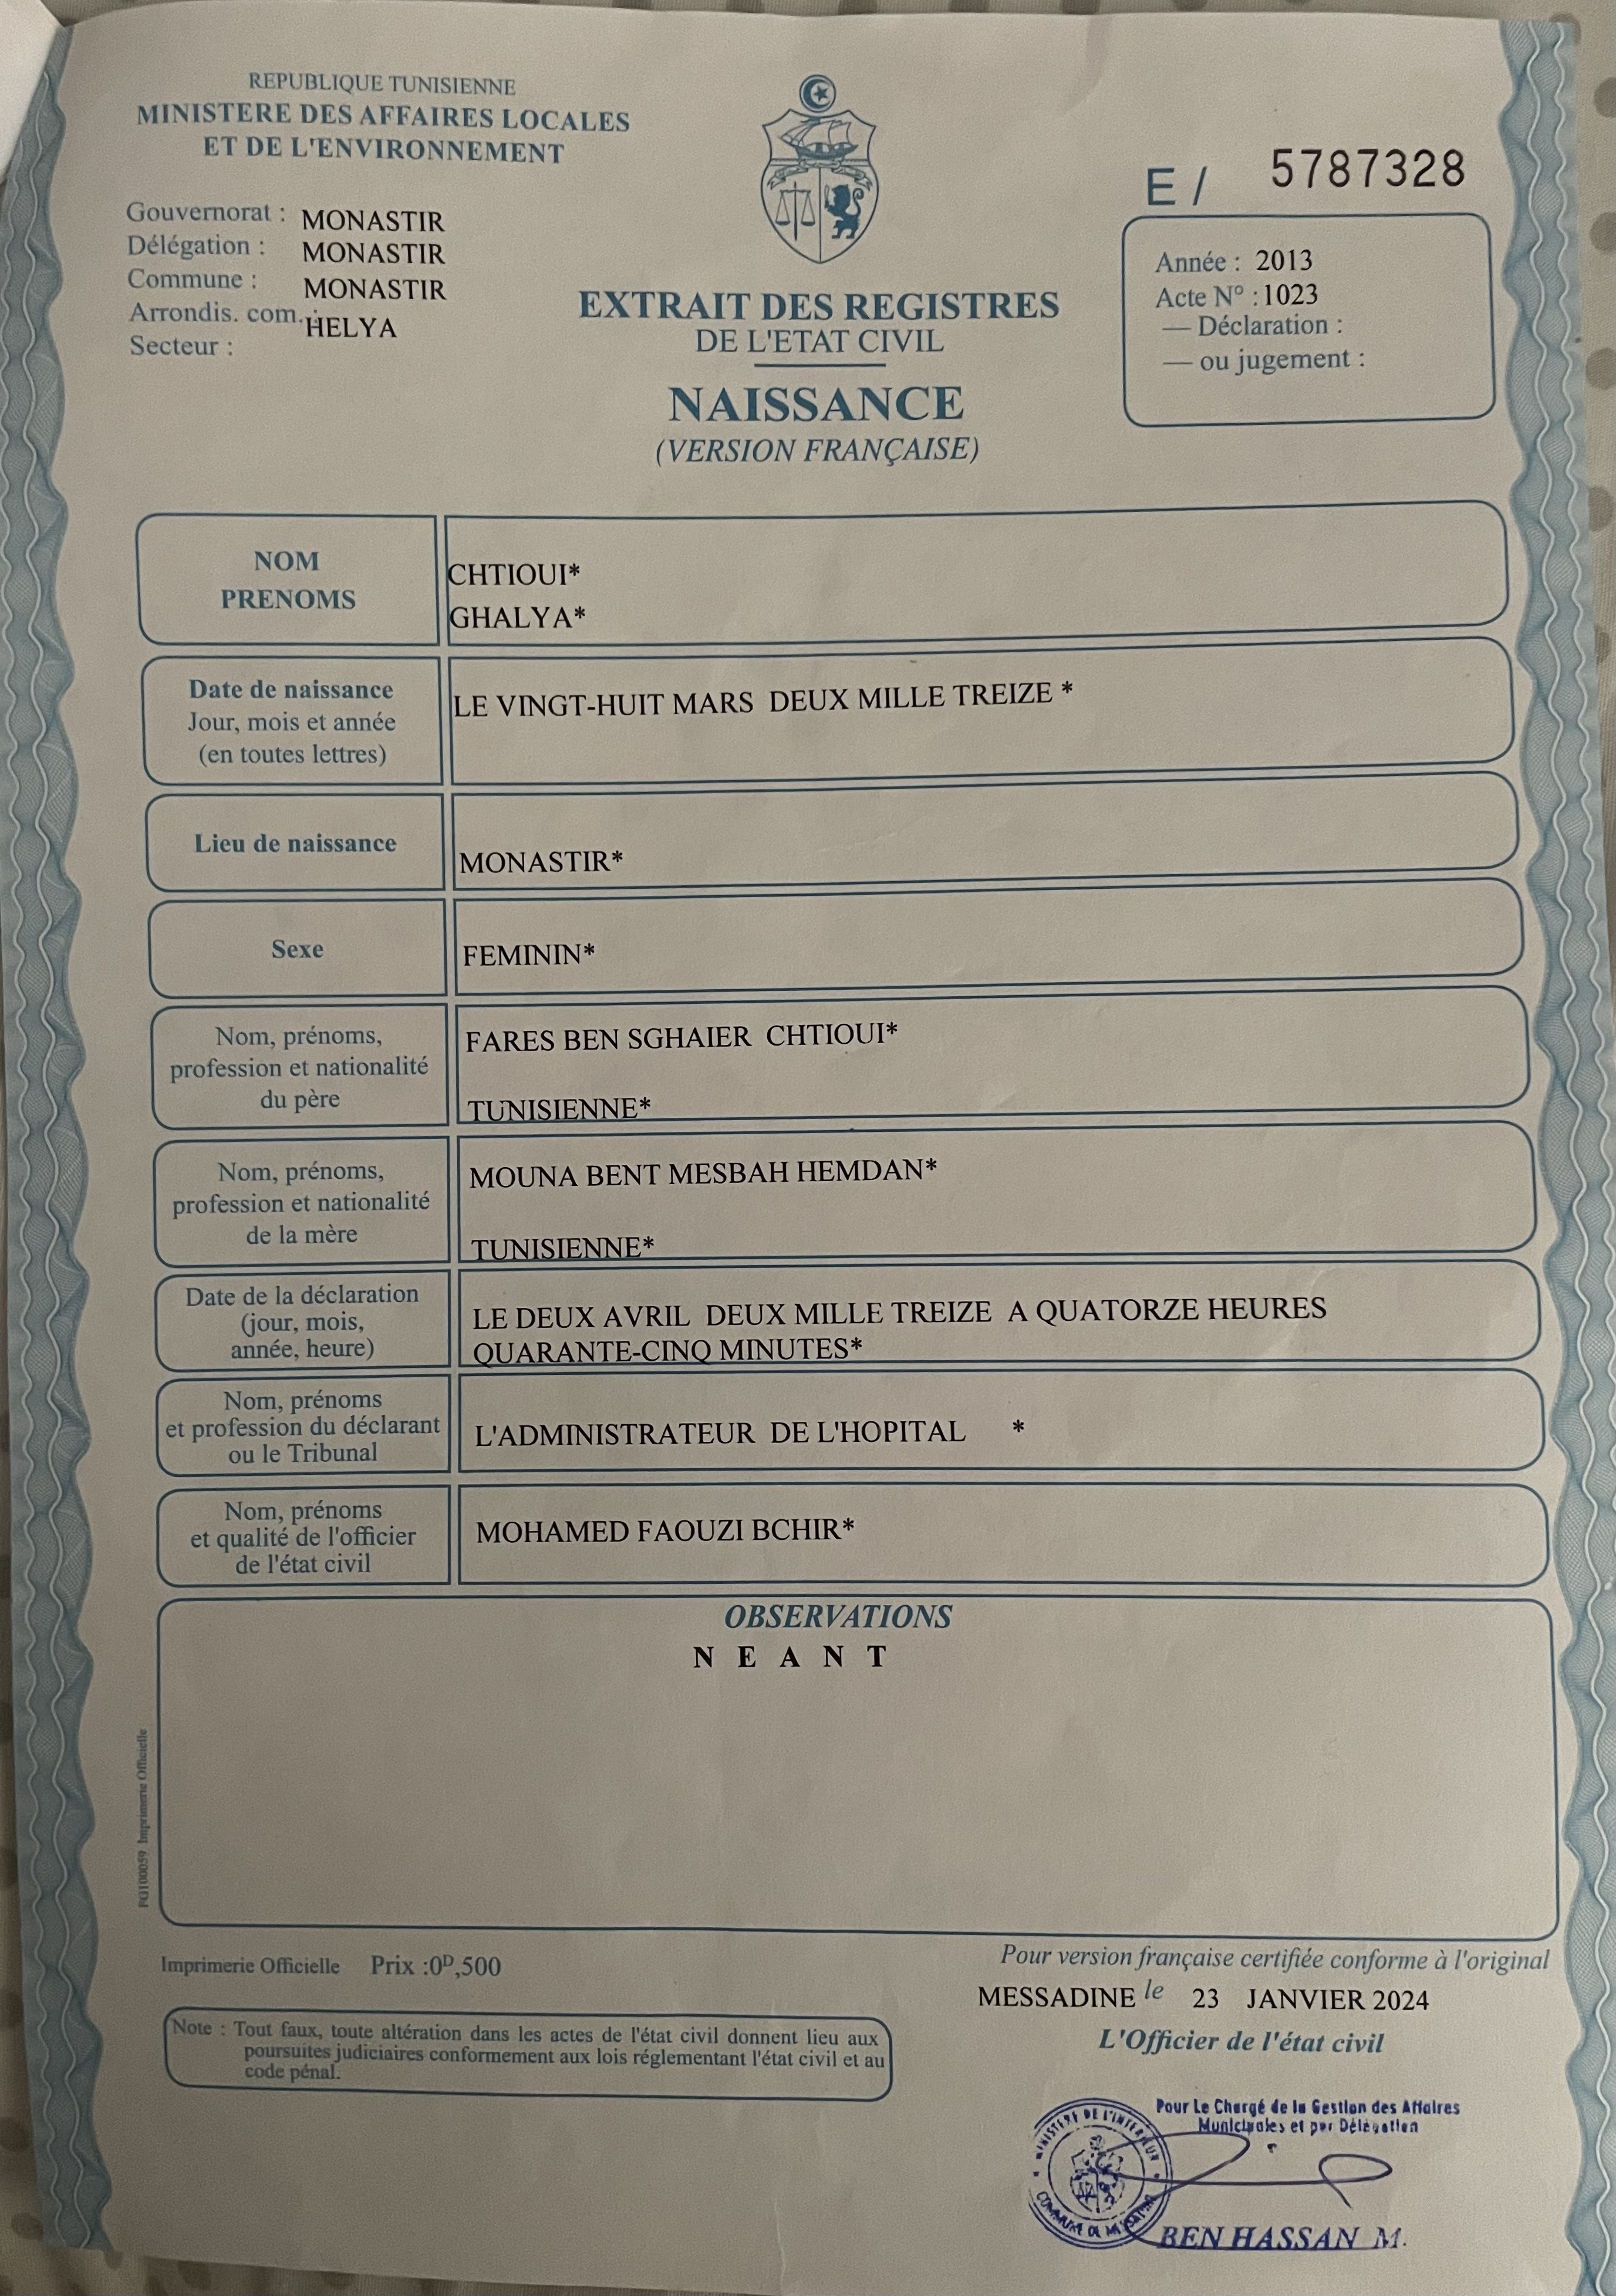 REPUBLIQUE TUNISIENNE
MINISTERE DES AFFAIRES LOCALES
ET DE L'ENVIRONNEMENT
Gouvernorat : MONASTIR
Délégation : MONASTIR
Commune : MONASTIR
Arrondis. com. : HELYA
Secteur :
E / 5787328
Année : 2013
Acte N° : 1023
— Déclaration :
— ou jugement :
EXTRAIT DES REGISTRES
DE L'ETAT CIVIL
NAISSANCE
(VERSION FRANÇAISE)
NOM
PRENOMS
CHTIOUI*
GHALYA*
Date de naissance
Jour, mois et année
(en toutes lettres)
LE VINGT-HUIT MARS DEUX MILLE TREIZE *
Lieu de naissance
MONASTIR*
Sexe
FEMININ*
Nom, prénoms,
profession et nationalité
du père
FARES BEN SGHAIER CHTIOUI*
TUNISIENNE*
Nom, prénoms,
profession et nationalité
de la mère
MOUNA BENT MESBAH HEMDAN*
TUNISIENNE*
Date de la déclaration
(jour, mois,
année, heure)
LE DEUX AVRIL DEUX MILLE TREIZE A QUATORZE HEURES
QUARANTE-CINQ MINUTES*
Nom, prénoms
et profession du déclarant
ou le Tribunal
L'ADMINISTRATEUR DE L'HOPITAL *
Nom, prénoms
et qualité de l'officier
de l'état civil
MOHAMED FAOUZI BCHIR*
OBSERVATIONS
N E A N T
FG100059 Imprimerie Officielle
Imprimerie Officielle Prix :0D,500
Note : Tout faux, toute altération dans les actes de l'état civil donnent lieu aux
poursuites judiciaires conformement aux lois réglementant l'état civil et au
code pénal.
Pour version française certifiée conforme à l'original
MESSADINE le 23 JANVIER 2024
L'Officier de l'état civil
Pour Le Chargé de la Gestion des Affaires
Municipales et par Délégation
MINISTERE DE L'INTERIEUR
COMMUNE DE
BEN HASSAN M.